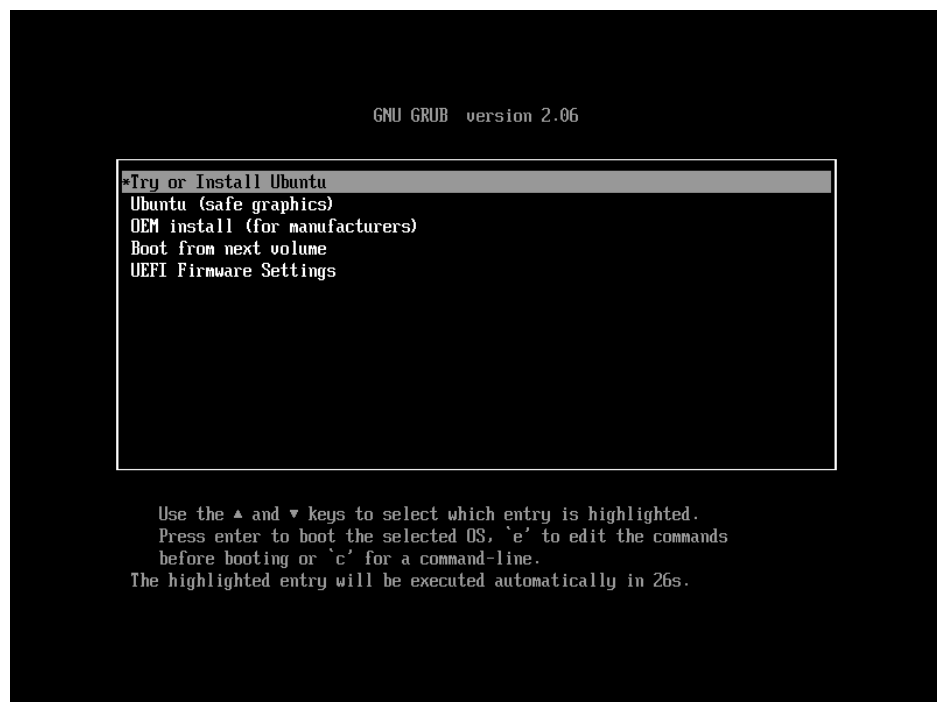 GNU GRUB version 2.06
*Try or Install Ubuntu
Ubuntu (safe graphics)
OEM install (for manufacturers)
Boot from next volume
UEFI Firmware Settings
Use the ▲ and ▼ keys to select which entry is highlighted.
Press enter to boot the selected OS, `e' to edit the commands
before booting or `c' for a command-line.
The highlighted entry will be executed automatically in 26s.